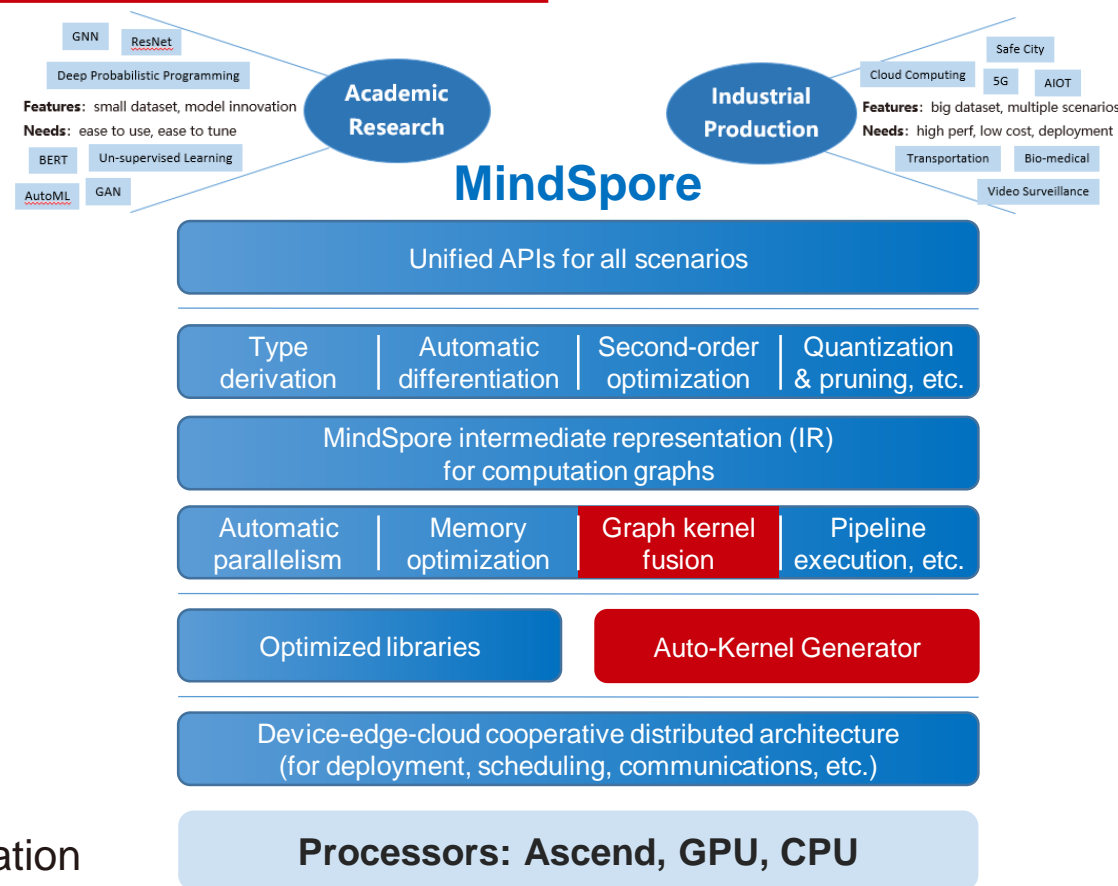 GNN
ResNet
Deep Probabilistic Programming
Features: small dataset, model innovation
Needs: ease to use, ease to tune
BERT
Un-supervised Learning
AutoML
GAN
Academic
Research
Industrial
Production
Safe City
Cloud Computing
5G
AIOT
Features: big dataset, multiple scenarios
Needs: high perf, low cost, deployment
Transportation
Bio-medical
Video Surveillance
MindSpore
Unified APIs for all scenarios
Type
derivation
Automatic
differentiation
Second-order
optimization
Quantization
& pruning, etc.
MindSpore intermediate representation (IR)
for computation graphs
Automatic
parallelism
Memory
optimization
Graph kernel
fusion
Pipeline
execution, etc.
Optimized libraries
Auto-Kernel Generator
Device-edge-cloud cooperative distributed architecture
(for deployment, scheduling, communications, etc.)
ation
Processors: Ascend, GPU, CPU